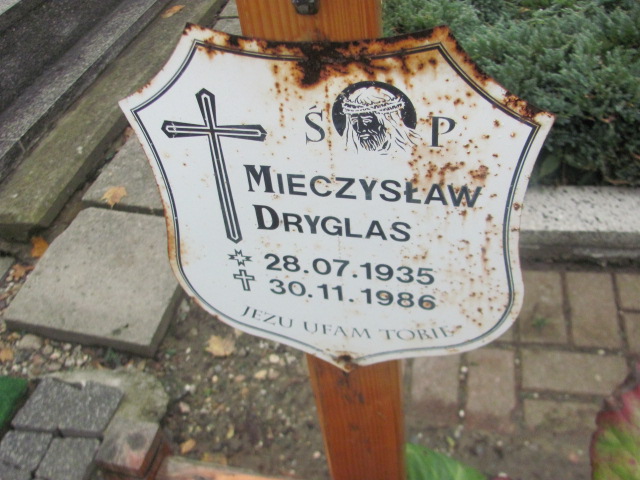 Ś P
MIECZYSŁAW
DRYGLAS
28.07.1935
30.11.1986
JEZU UFAM TOBIE